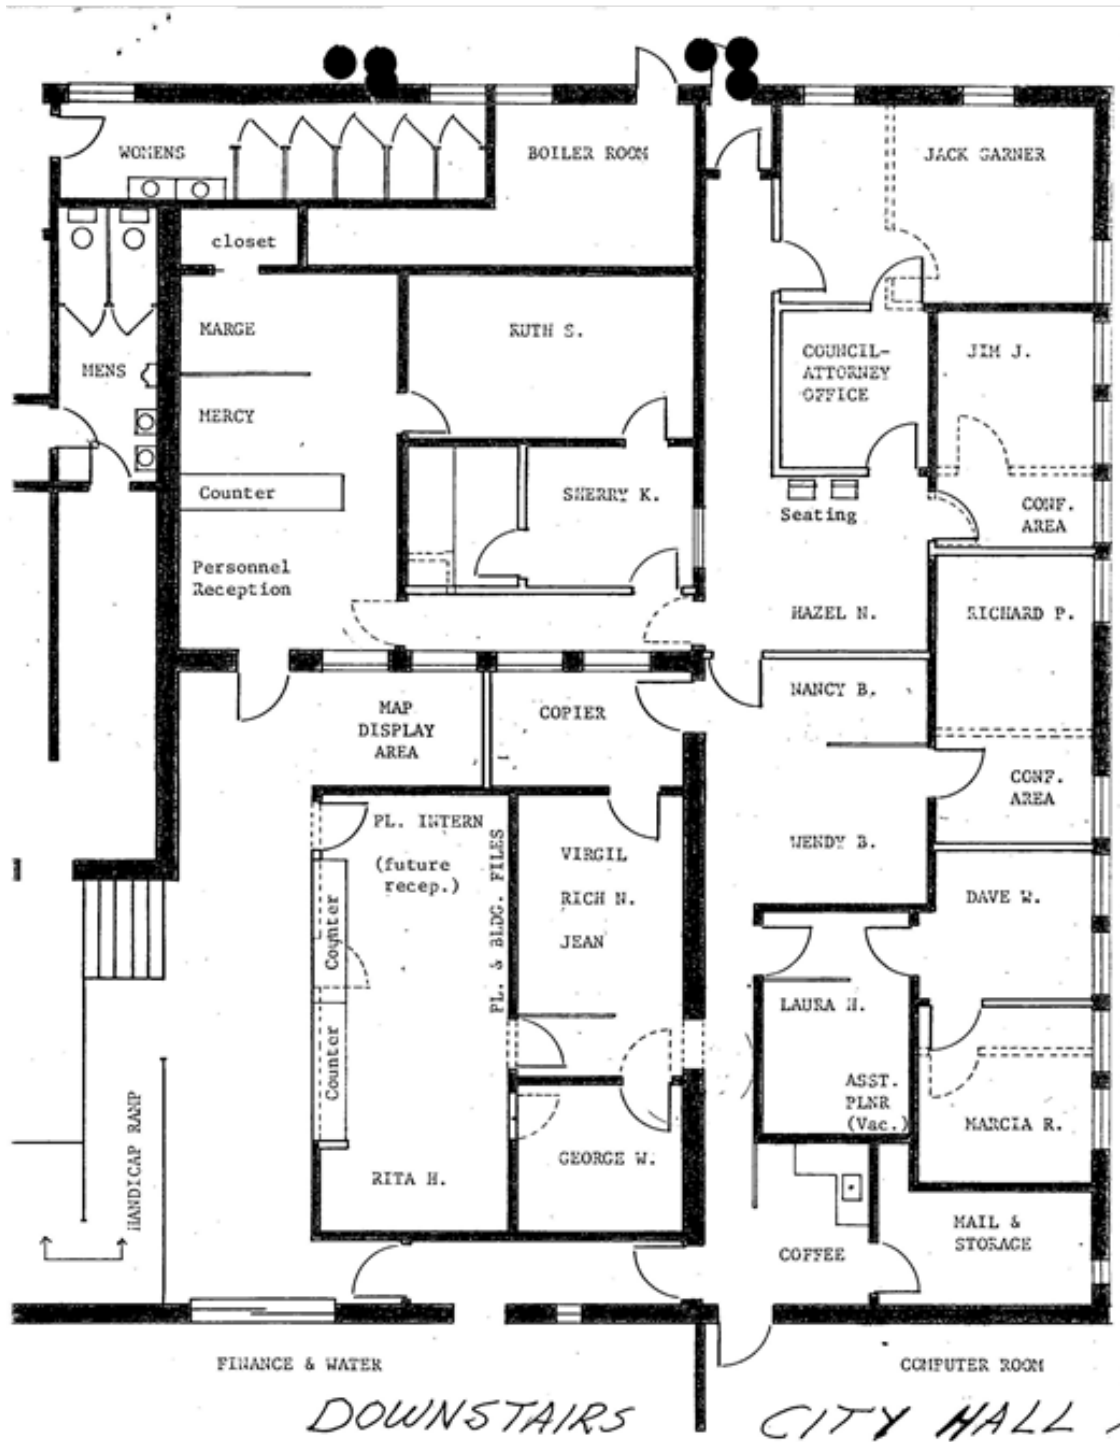 WOMENS
BOILER ROOM
JACK GARNER
closet
MARGE
RUTH S.
COUNCIL-
ATTORNEY
OFFICE
JIM J.
MENS
MERCY
Counter
SHERRY K.
Seating
CONF.
AREA
Personnel
Reception
HAZEL N.
RICHARD P.
MAP
DISPLAY
AREA
COPIER
NANCY B.
CONF.
AREA
PL. INTERN
(future
recep.)
PL. & BLDG. FILES
VIRGIL
RICH N.
JEAN
WENDY B.
DAVE W.
Counter
Counter
LAURA H.
ASST.
PLNR
(Vac.)
MARCIA R.
HANDICAP RAMP
RITA H.
GEORGE W.
COFFEE
MAIL &
STORAGE
FINANCE & WATER
COMPUTER ROOM
DOWNSTAIRS CITY HALL